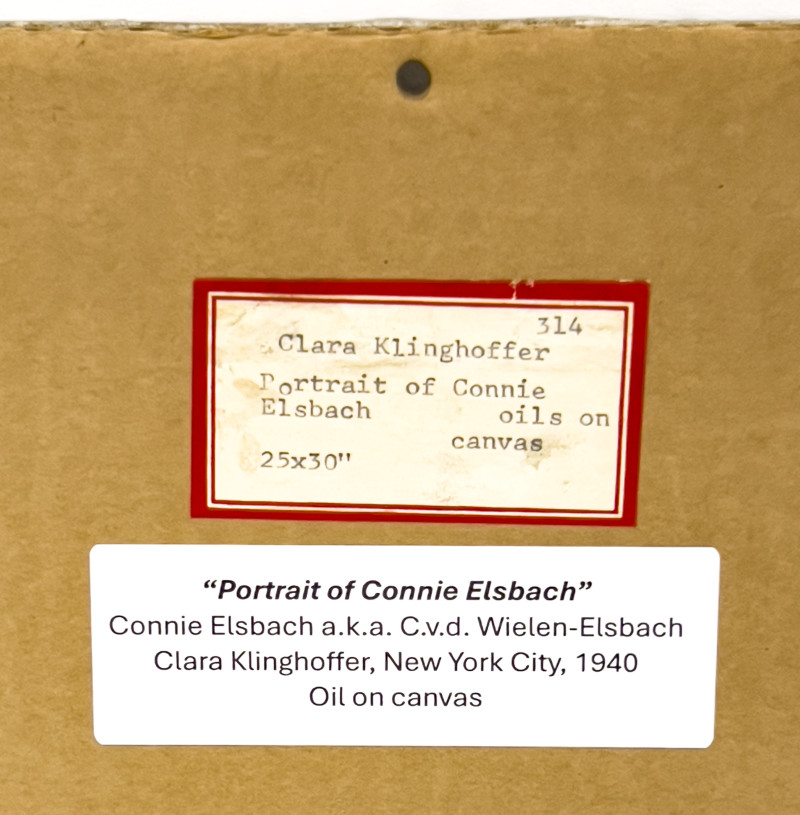 314
Clara Klinghoffer
Portrait of Connie
Elsbach oils on
canvas
25x30"
“Portrait of Connie Elsbach”
Connie Elsbach a.k.a. C.v.d. Wielen-Elsbach
Clara Klinghoffer, New York City, 1940
Oil on canvas